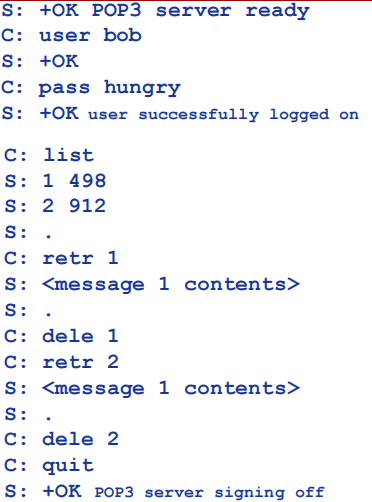 S: +OK POP3 server ready
C: user bob
S: +OK
C: pass hungry
S: +OK user successfully logged on
C: list
S: 1 498
S: 2 912
S: .
C: retr 1
S: <message 1 contents>
S: .
C: dele 1
C: retr 2
S: <message 1 contents>
S: .
C: dele 2
C: quit
S: +OK POP3 server signing off